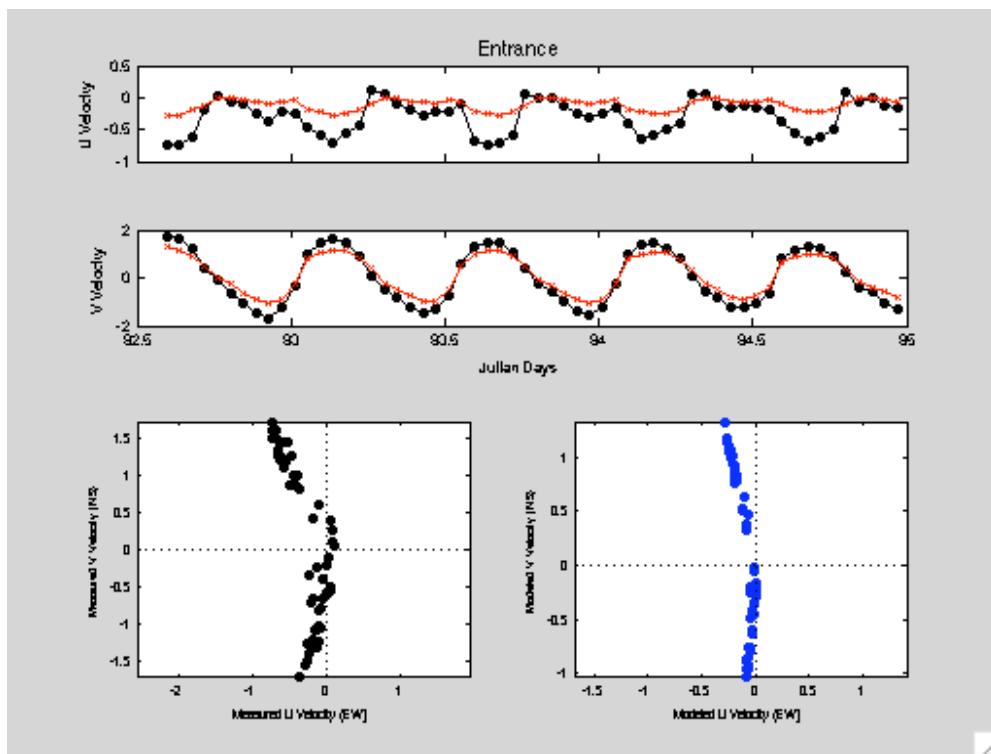 Entrance
U Velocity
0.5
0
-0.5
-1
V Velocity
2
0
-2
92.5 93 93.5 94 94.5 95
Julian Days
Measured V Velocity (NS)
1.5
1
0.5
0
-0.5
-1
-1.5
-2 -1 0 1
Measured U Velocity (EW)
Modeled V Velocity (NS)
1
0.5
0
-0.5
-1
-1.5 -1 -0.5 0 0.5 1
Modeled U Velocity (EW)